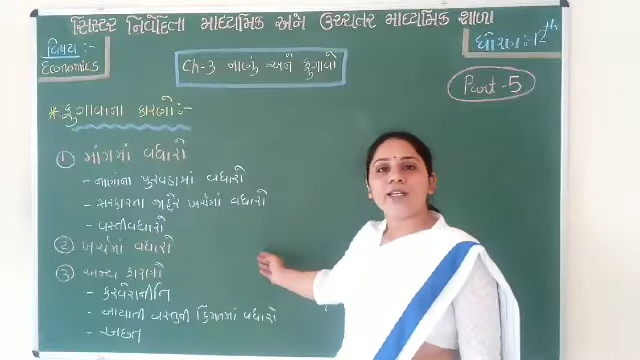 સિસ્ટર નિવેદિતા માધ્યમિક અને ઉચ્ચતર માધ્યમિક શાળા
વિષય :-
Economics
ધોરણ : 12th
Ch-3 નાણું અને ફુગાવો
Part-5
* ફુગાવાના કારણો :-
① માંગમાં વધારો
- નાણાંના પુરવઠામાં વધારો
- સરકારના જાહેર ખર્ચમાં વધારો
- વસ્તીવધારો
② ખર્ચમાં વધારો
③ અન્ય કારણો
- કરવેરાનીતિ
- આયાતી વસ્તુની કિંમતમાં વધારો
- અછત